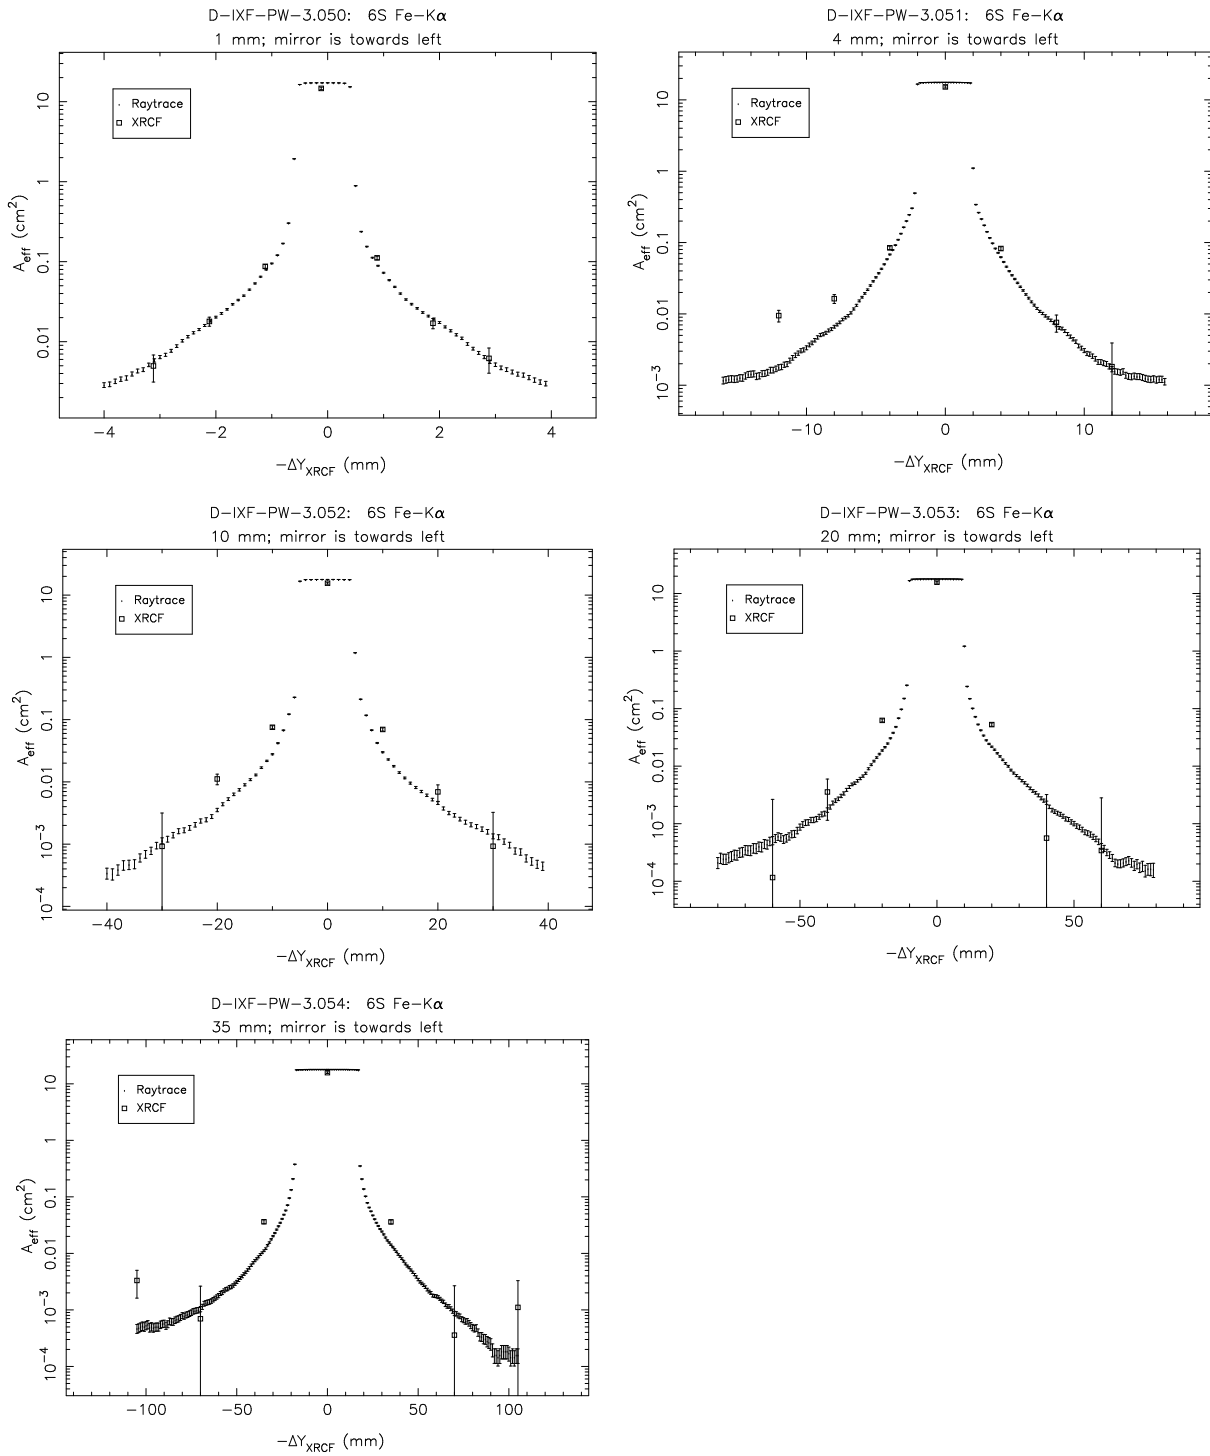 D-IXF-PW-3.050: 6S Fe-Kα
1 mm; mirror is towards left
Raytrace
XRCF
A_eff (cm²)
10
1
0.1
0.01
−4 −2 0 2 4
−ΔY_XRCF (mm)
D-IXF-PW-3.051: 6S Fe-Kα
4 mm; mirror is towards left
Raytrace
XRCF
A_eff (cm²)
10
1
0.1
0.01
10⁻³
−10 0 10
−ΔY_XRCF (mm)
D-IXF-PW-3.052: 6S Fe-Kα
10 mm; mirror is towards left
Raytrace
XRCF
A_eff (cm²)
10
1
0.1
0.01
10⁻³
10⁻⁴
−40 −20 0 20 40
−ΔY_XRCF (mm)
D-IXF-PW-3.053: 6S Fe-Kα
20 mm; mirror is towards left
Raytrace
XRCF
A_eff (cm²)
10
1
0.1
0.01
10⁻³
10⁻⁴
−50 0 50
−ΔY_XRCF (mm)
D-IXF-PW-3.054: 6S Fe-Kα
35 mm; mirror is towards left
Raytrace
XRCF
A_eff (cm²)
10
1
0.1
0.01
10⁻³
10⁻⁴
−100 −50 0 50 100
−ΔY_XRCF (mm)